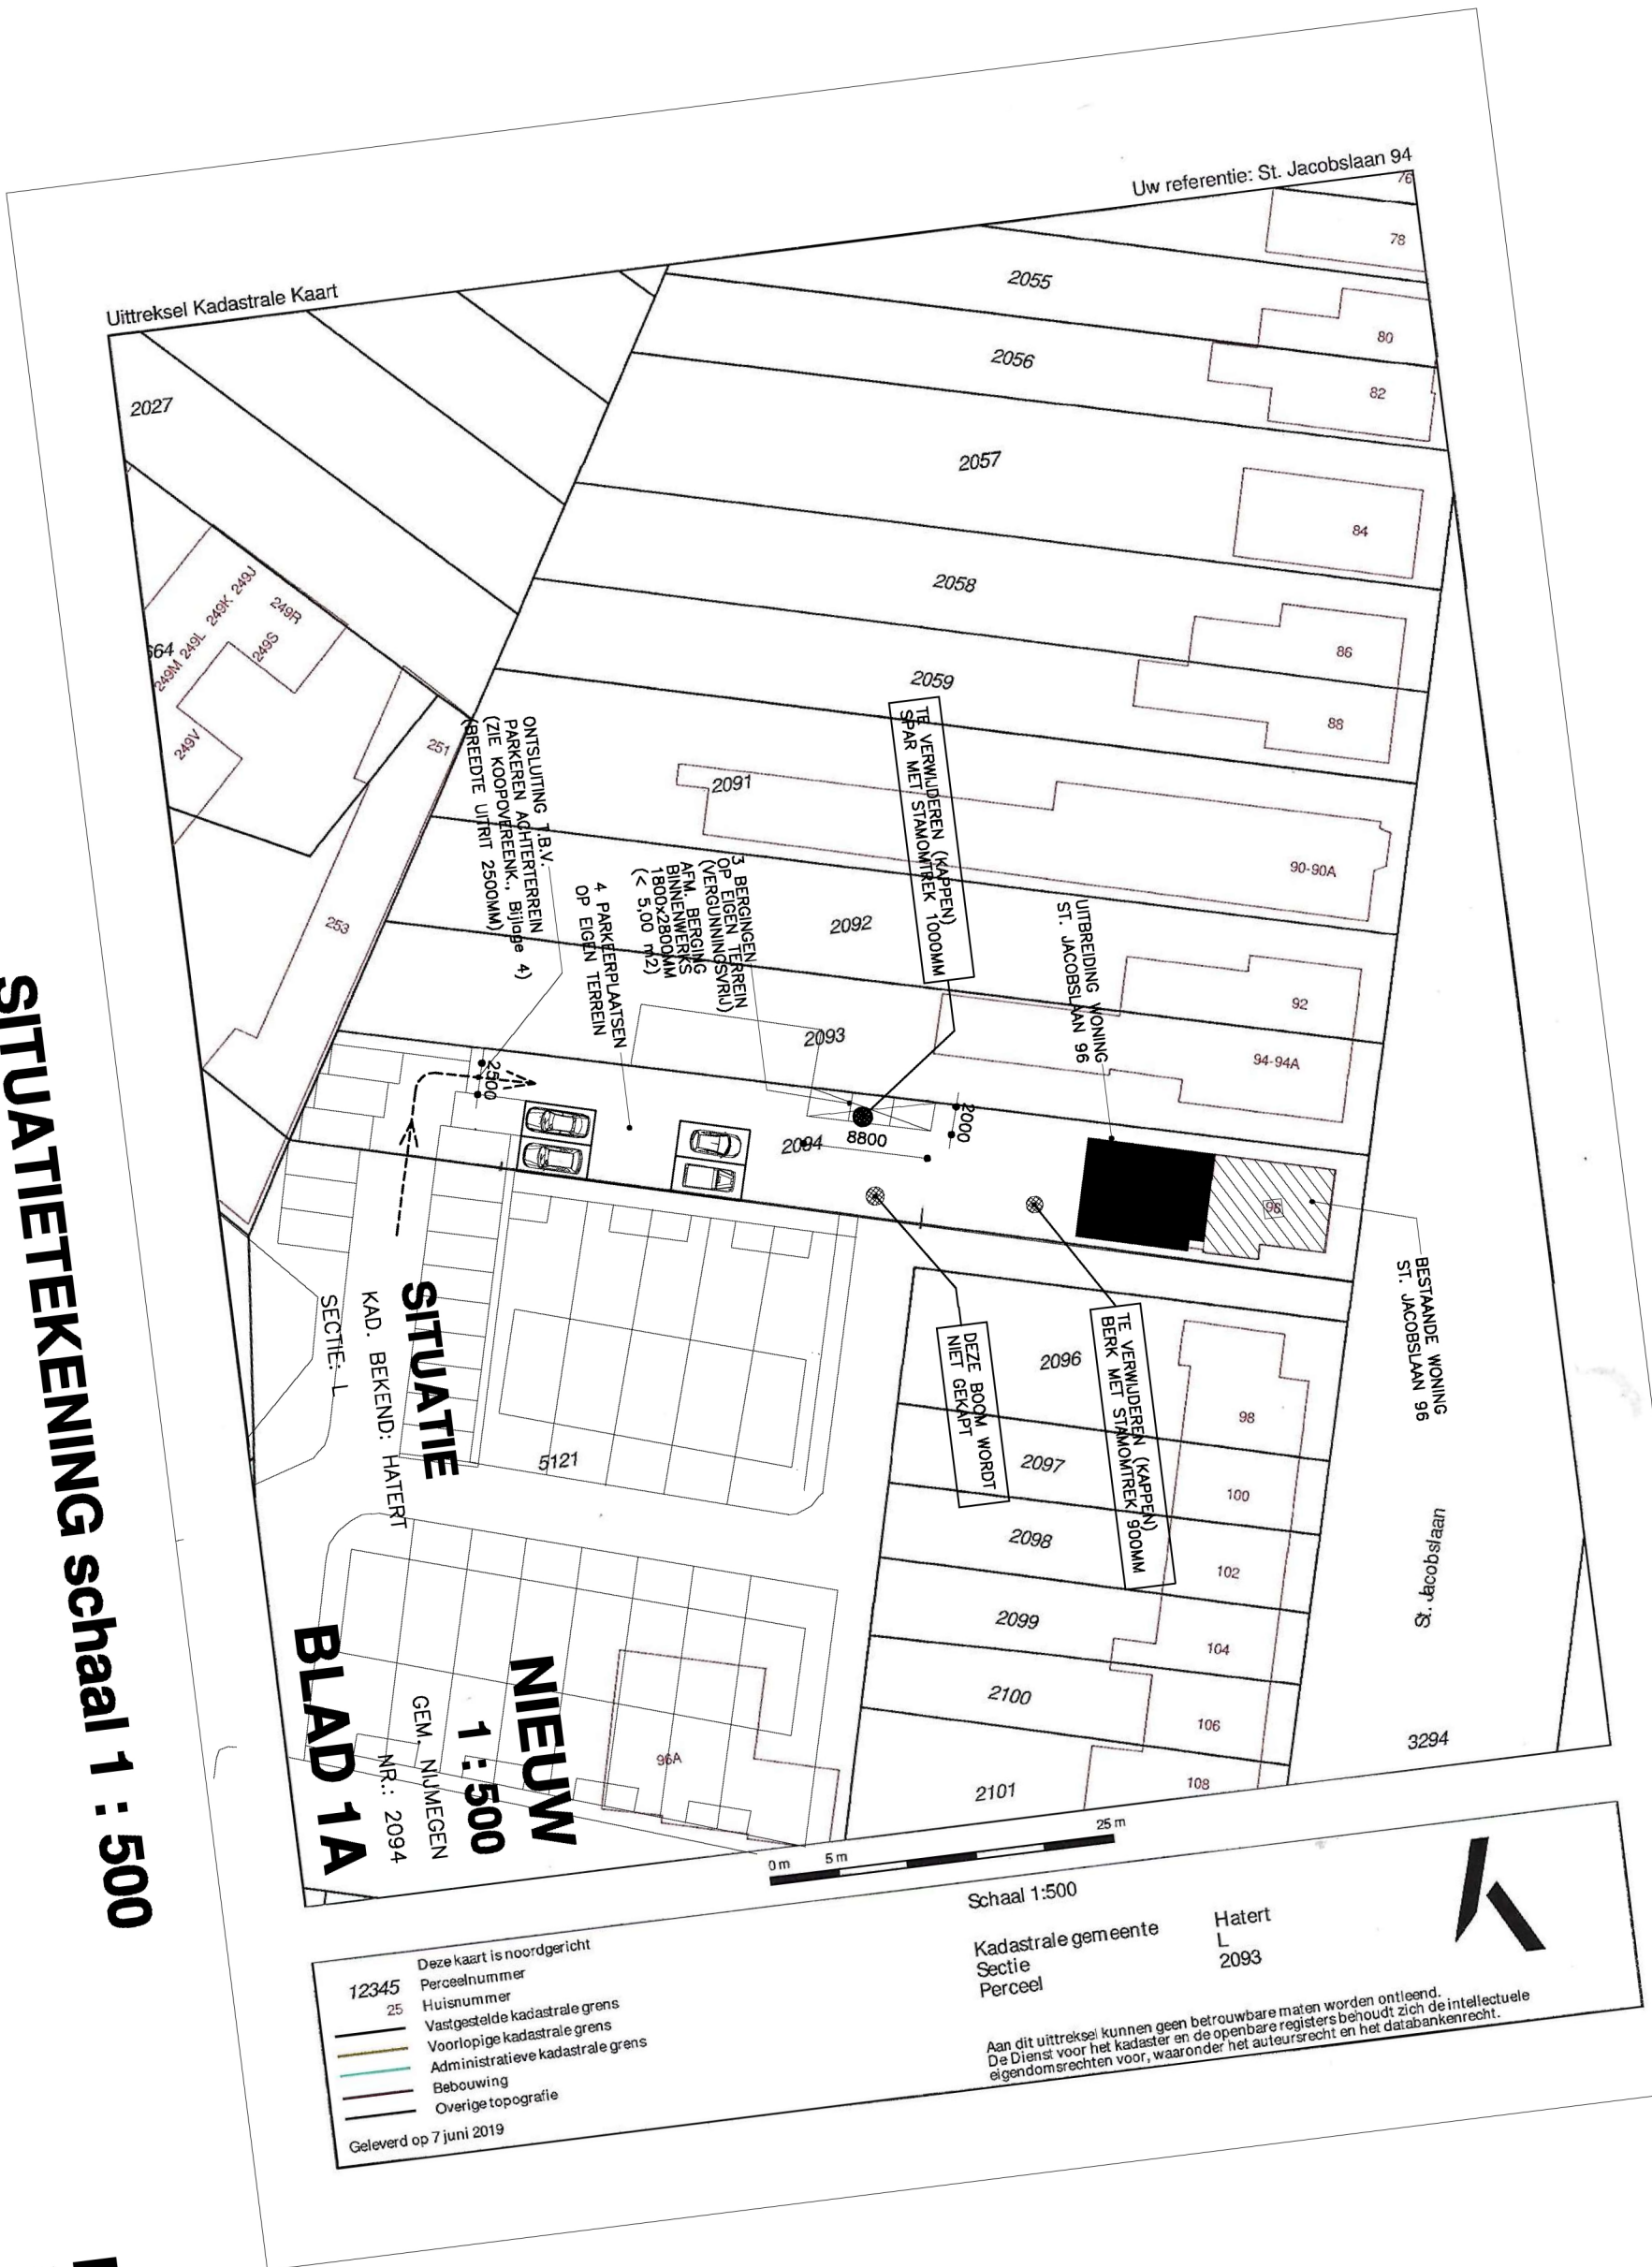 Uw referentie: St. Jacobslaan 94
Uittreksel Kadastrale Kaart
76
78
2055
80
2056
82
2027
2057
84
2058
249J
249K
249L
249M
249R
249S
249V
664
86
2059
88
251
2091
90-90A
253
2092
92
2093
94-94A
TE VERWIJDEREN (KAPPEN)
SPAR MET STAMOMTREK 1000MM
ONTSLUITING T.B.V.
PARKEREN ACHTERTERREIN
(ZIE KOOPOVEREENK., Bijlage 4)
(BREEDTE UITRIT 2500MM)
3 BERGINGEN
OP EIGEN TERREIN
(VERGUNNINGSVRIJ)
AFM. BERGING
BINNENWERKS
1800x2800MM
(< 5,00 m2)
4 PARKEERPLAATSEN
OP EIGEN TERREIN
UITBREIDING WONING
ST. JACOBSLAAN 96
2500
2000
8800
2094
96
BESTAANDE WONING
ST. JACOBSLAAN 96
TE VERWIJDEREN (KAPPEN)
BERK MET STAMOMTREK 900MM
DEZE BOOM WORDT
NIET GEKAPT
2096
98
2097
100
2098
102
2099
104
2100
106
2101
108
St. Jacobslaan
3294
5121
96A
SITUATIE
NIEUW
1:500
KAD. BEKEND: HATERT
GEM. NIJMEGEN
SECTIE: L
NR.: 2094
BLAD 1A
SITUATIETEKENING schaal 1 : 500
0 m
5 m
25 m
Schaal 1:500
Kadastrale gemeente Hatert
Sectie L
Perceel 2093
Deze kaart is noordgericht
12345 Perceelnummer
25 Huisnummer
Vastgestelde kadastrale grens
Voorlopige kadastrale grens
Administratieve kadastrale grens
Bebouwing
Overige topografie
Geleverd op 7 juni 2019
Aan dit uittreksel kunnen geen betrouwbare maten worden ontleend.
De Dienst voor het kadaster en de openbare registers behoudt zich de intellectuele
eigendomsrechten voor, waaronder het auteursrecht en het databankenrecht.